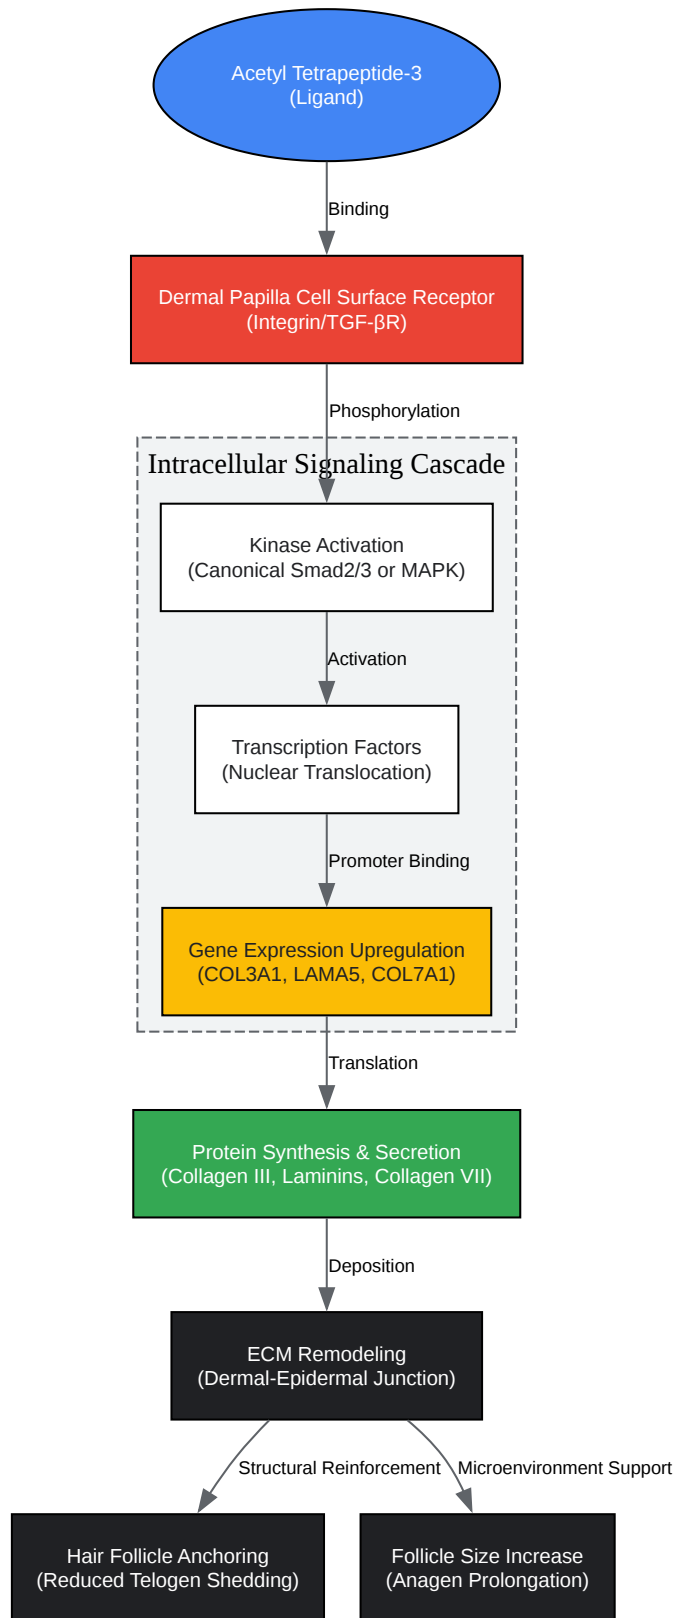 Acetyl Tetrapeptide-3
(Ligand)
Binding
Dermal Papilla Cell Surface Receptor
(Integrin/TGF-βR)
Phosphorylation
Intracellular Signaling Cascade
Kinase Activation
(Canonical Smad2/3 or MAPK)
Activation
Transcription Factors
(Nuclear Translocation)
Promoter Binding
Gene Expression Upregulation
(COL3A1, LAMA5, COL7A1)
Translation
Protein Synthesis & Secretion
(Collagen III, Laminins, Collagen VII)
Deposition
ECM Remodeling
(Dermal-Epidermal Junction)
Structural Reinforcement
Microenvironment Support
Hair Follicle Anchoring
(Reduced Telogen Shedding)
Follicle Size Increase
(Anagen Prolongation)